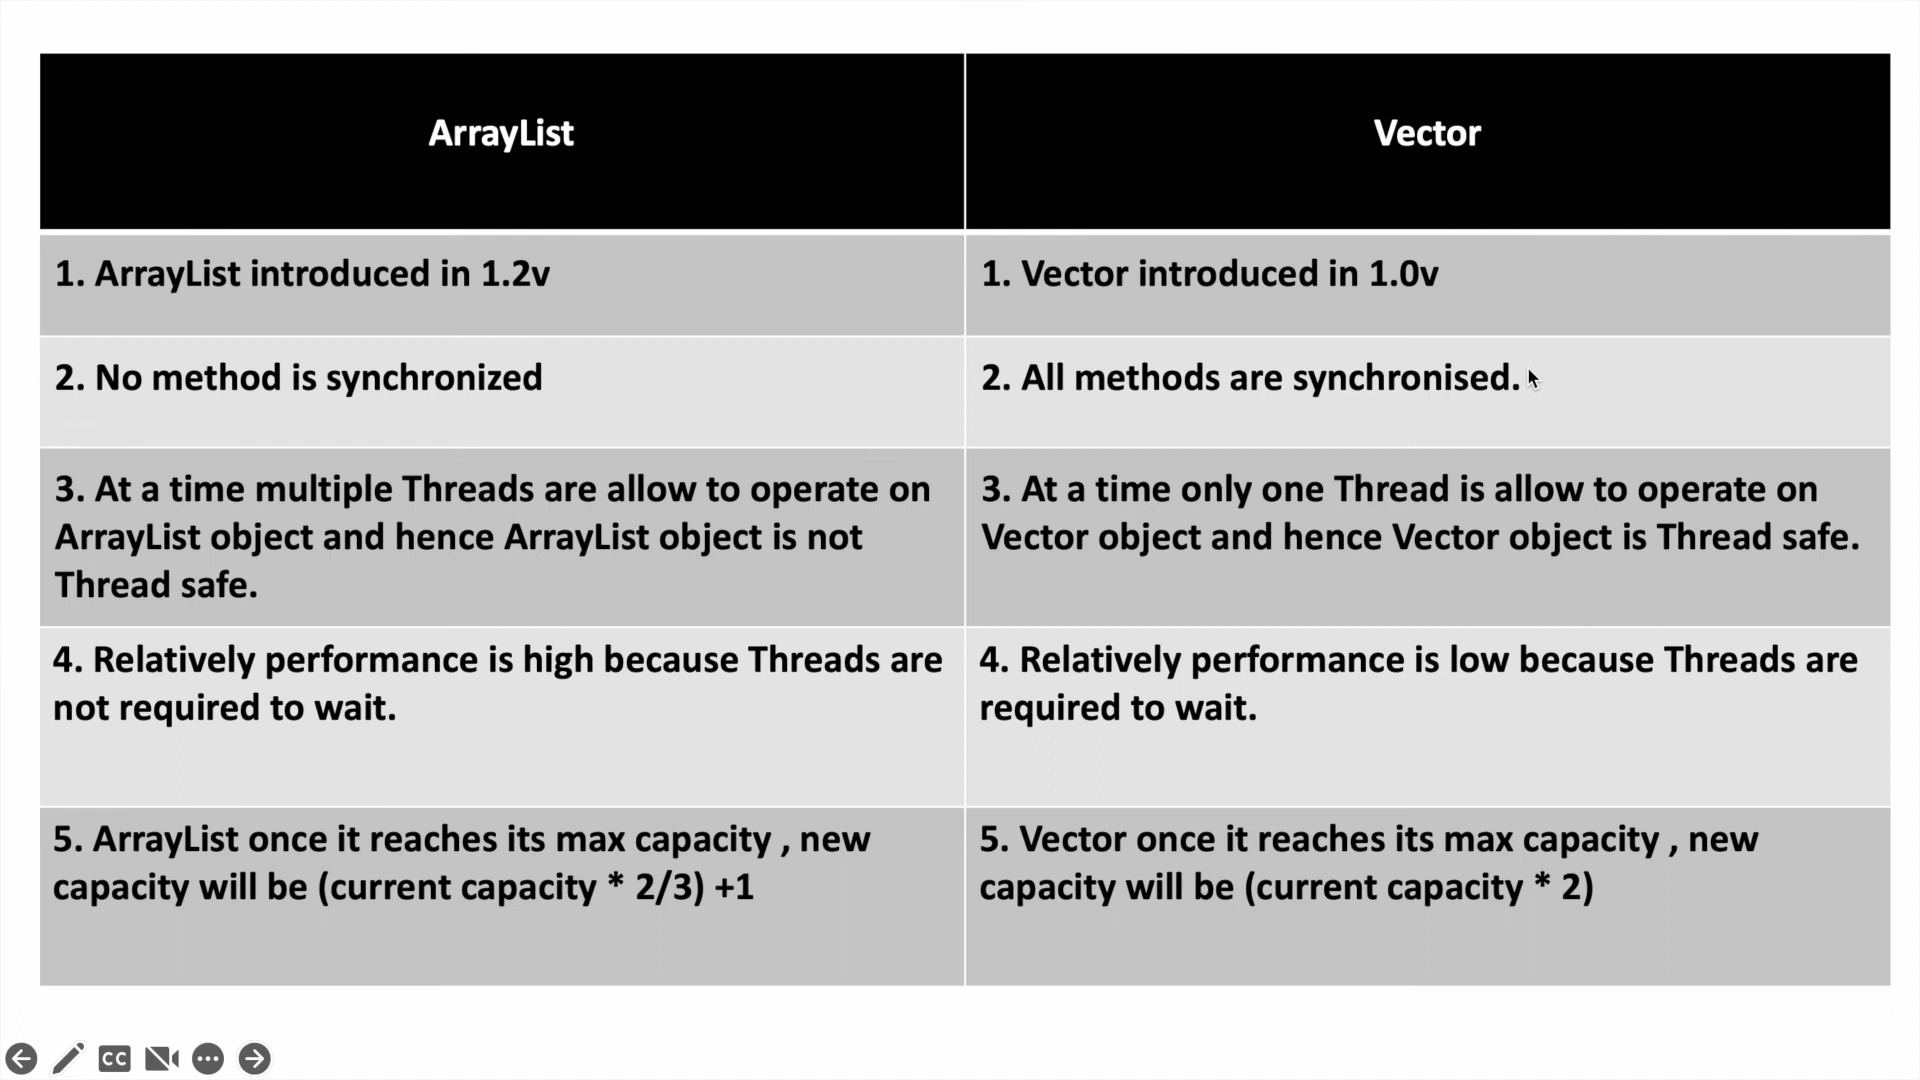 ArrayList
Vector
1. ArrayList introduced in 1.2v
1. Vector introduced in 1.0v
2. No method is synchronized
2. All methods are synchronised.
3. At a time multiple Threads are allow to operate on
ArrayList object and hence ArrayList object is not
Thread safe.
3. At a time only one Thread is allow to operate on
Vector object and hence Vector object is Thread safe.
4. Relatively performance is high because Threads are
not required to wait.
4. Relatively performance is low because Threads are
required to wait.
5. ArrayList once it reaches its max capacity , new
capacity will be (current capacity * 2/3) +1
5. Vector once it reaches its max capacity , new
capacity will be (current capacity * 2)
CC